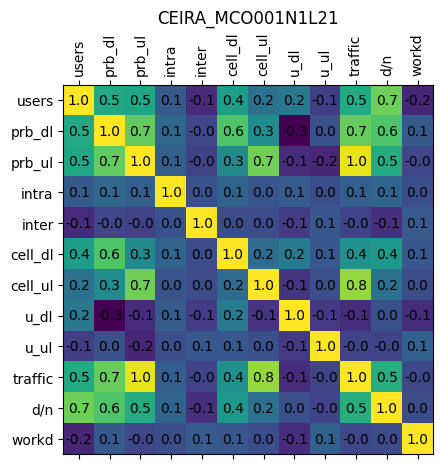 CEIRA_MCO001N1L21
users prb_dl prb_ul intra inter cell_dl cell_ul u_dl u_ul traffic d/n workd
users 1.0 0.5 0.5 0.1 -0.1 0.4 0.2 0.2 -0.1 0.5 0.7 -0.2
prb_dl 0.5 1.0 0.7 0.1 -0.0 0.6 0.3 -0.3 0.0 0.7 0.6 0.1
prb_ul 0.5 0.7 1.0 0.1 -0.0 0.3 0.7 -0.1 -0.2 1.0 0.5 -0.0
intra 0.1 0.1 0.1 1.0 0.0 0.1 0.0 0.1 0.0 0.1 0.1 0.0
inter -0.1 -0.0 -0.0 0.0 1.0 0.0 0.0 -0.1 0.1 -0.0 -0.1 0.1
cell_dl 0.4 0.6 0.3 0.1 0.0 1.0 0.2 0.2 0.1 0.4 0.4 0.1
cell_ul 0.2 0.3 0.7 0.0 0.0 0.2 1.0 -0.1 0.0 0.8 0.2 0.0
u_dl 0.2 -0.3 -0.1 0.1 -0.1 0.2 -0.1 1.0 -0.1 -0.1 0.0 -0.1
u_ul -0.1 0.0 -0.2 0.0 0.1 0.1 0.0 -0.1 1.0 -0.0 -0.0 0.1
traffic 0.5 0.7 1.0 0.1 -0.0 0.4 0.8 -0.1 -0.0 1.0 0.5 -0.0
d/n 0.7 0.6 0.5 0.1 -0.1 0.4 0.2 0.0 -0.0 0.5 1.0 0.0
workd -0.2 0.1 -0.0 0.0 0.1 0.1 0.0 -0.1 0.1 -0.0 0.0 1.0